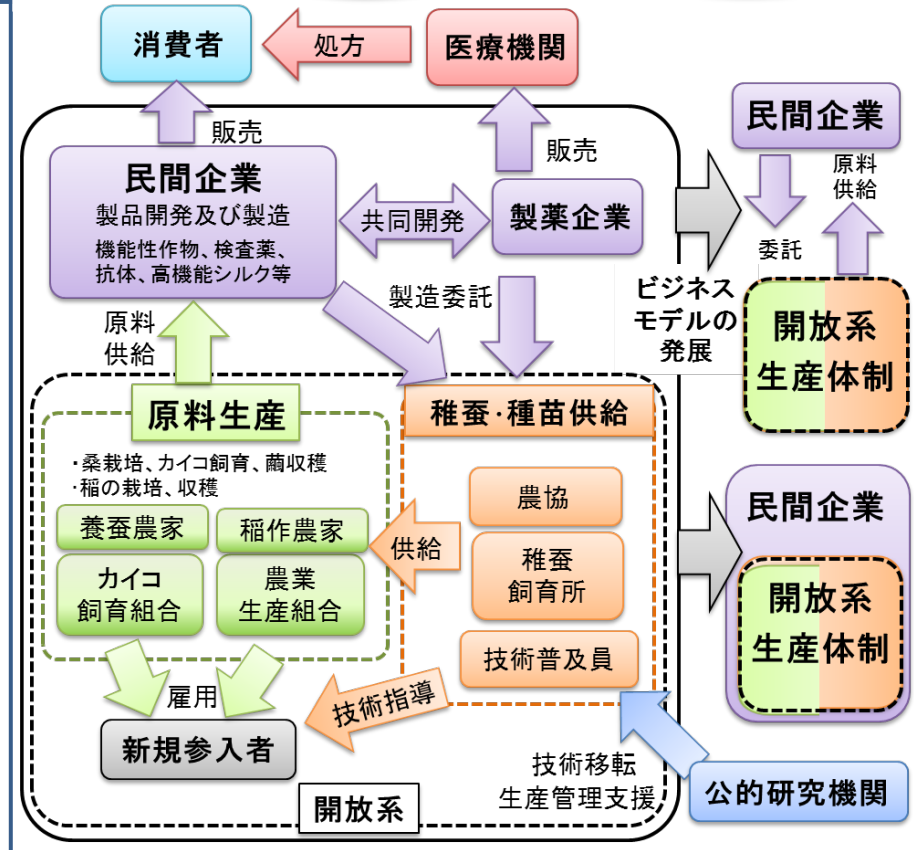 消費者
処方
医療機関
販売
販売
民間企業
製品開発及び製造
機能性作物、検査薬、
抗体、高機能シルク等
共同開発
製薬企業
民間企業
原料
供給
委託
開放系
生産体制
ビジネス
モデルの
発展
原料
供給
製造委託
原料生産
・桑栽培、カイコ飼育、繭収穫
・稲の栽培、収穫
養蚕農家
稲作農家
カイコ
飼育組合
農業
生産組合
供給
稚蚕・種苗供給
農協
稚蚕
飼育所
技術普及員
民間企業
開放系
生産体制
雇用
技術指導
新規参入者
技術移転
生産管理支援
公的研究機関
開放系